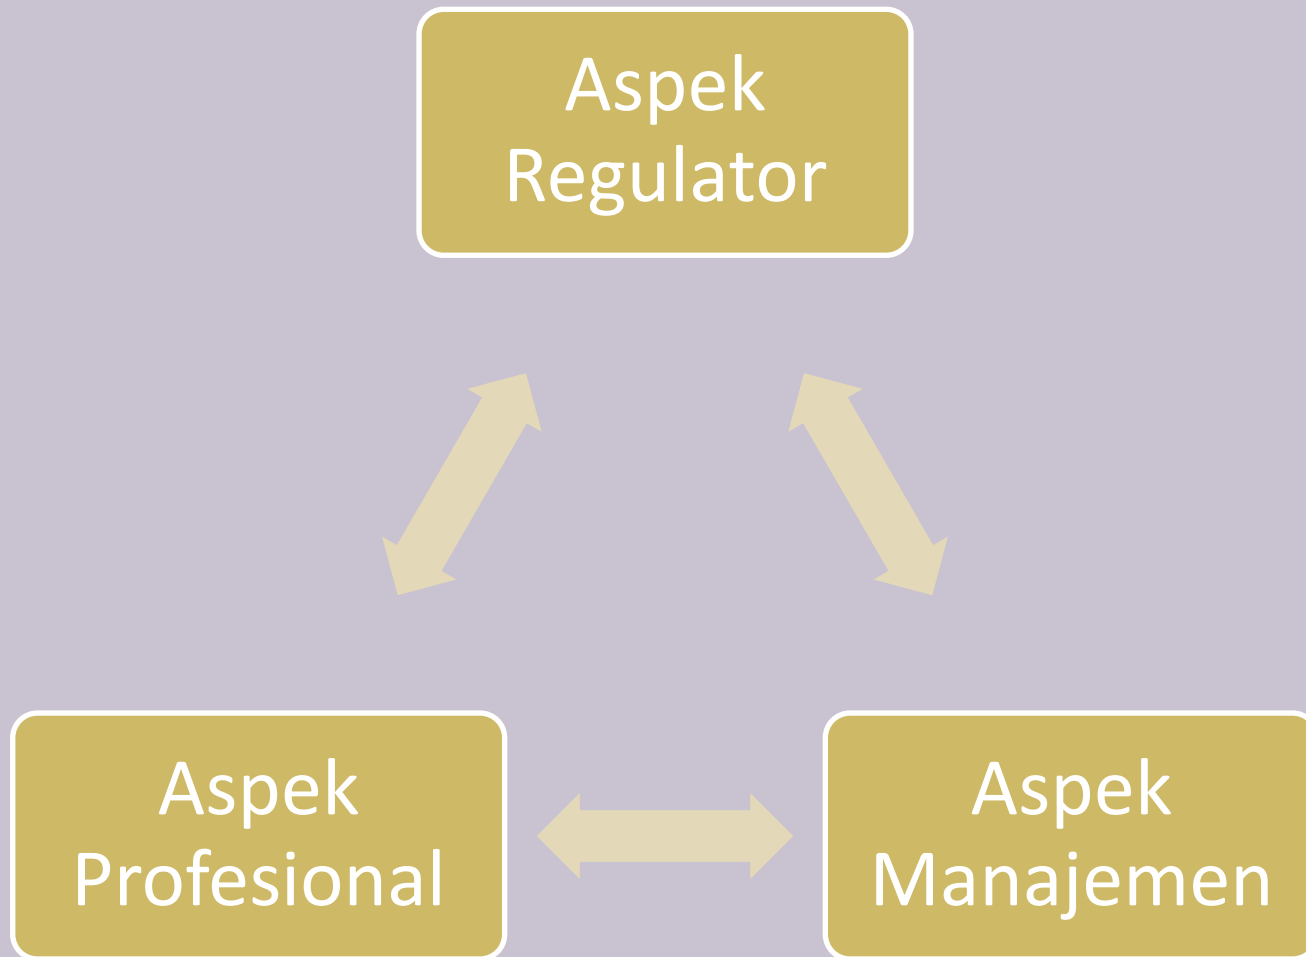 Aspek
Regulator
Aspek
Profesional
Aspek
Manajemen